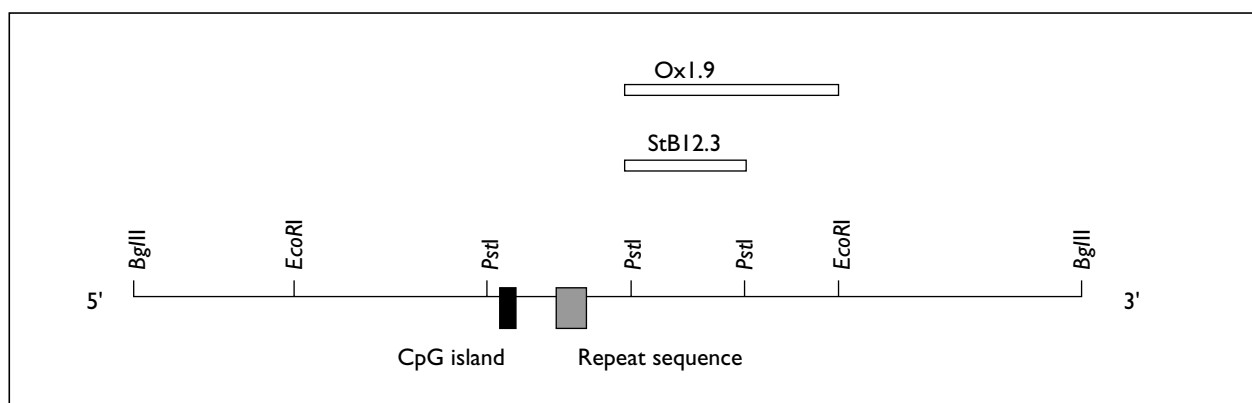 Ox1.9
StB12.3
BglII
EcoRI
PstI
PstI
PstI
EcoRI
BglII
5'
3'
CpG island
Repeat sequence